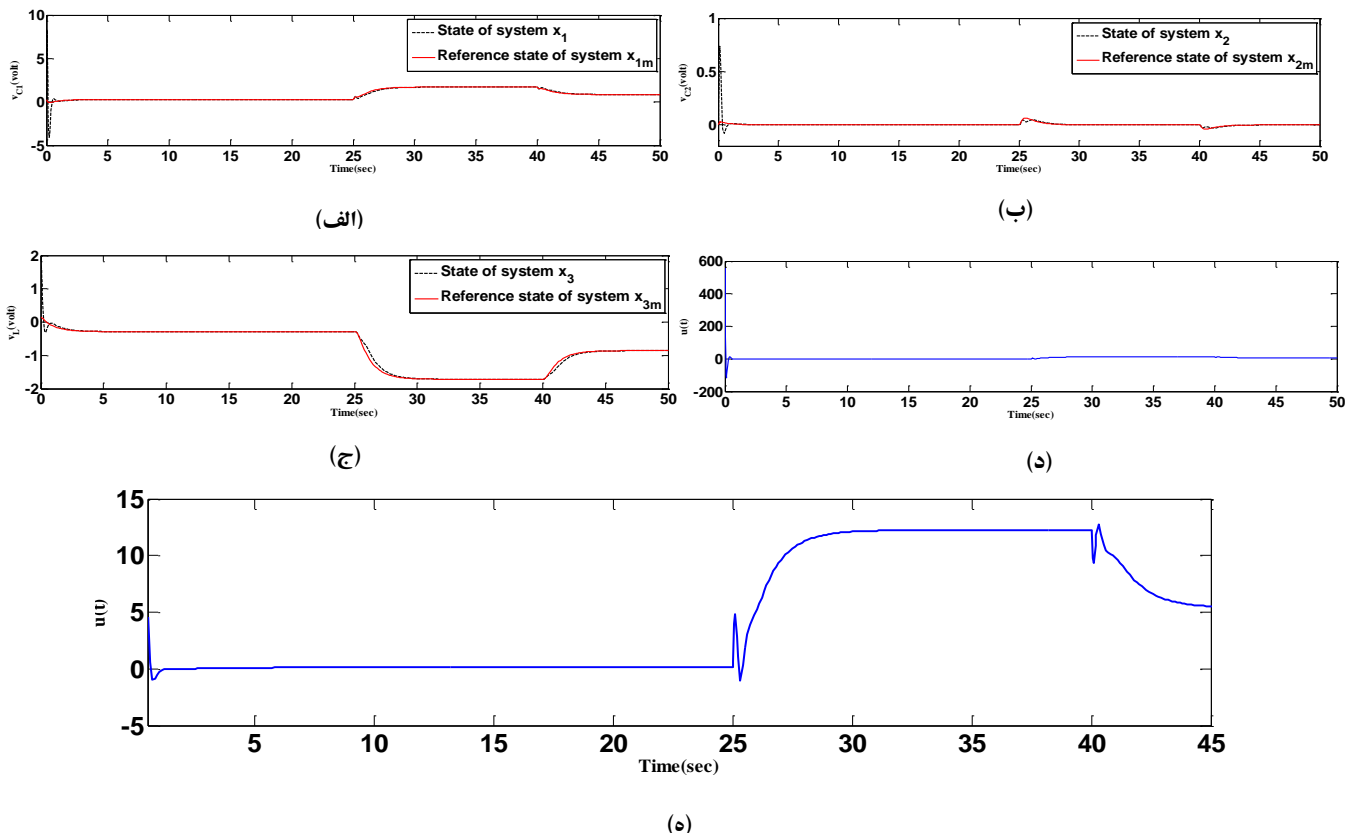 10
5
0
-5
v_C1(volt)
State of system x_1
Reference state of system x_1m
0 5 10 15 20 25 30 35 40 45 50
Time(sec)
(الف)
1
0.5
0
v_C2(volt)
State of system x_2
Reference state of system x_2m
0 5 10 15 20 25 30 35 40 45 50
Time(sec)
(ب)
2
1
0
-1
-2
v_L(volt)
State of system x_3
Reference state of system x_3m
0 5 10 15 20 25 30 35 40 45 50
Time(sec)
(ج)
600
400
200
0
-200
u(t)
0 5 10 15 20 25 30 35 40 45 50
Time(sec)
(د)
15
10
5
0
-5
u(t)
5 10 15 20 25 30 35 40 45
Time(sec)
(ه)